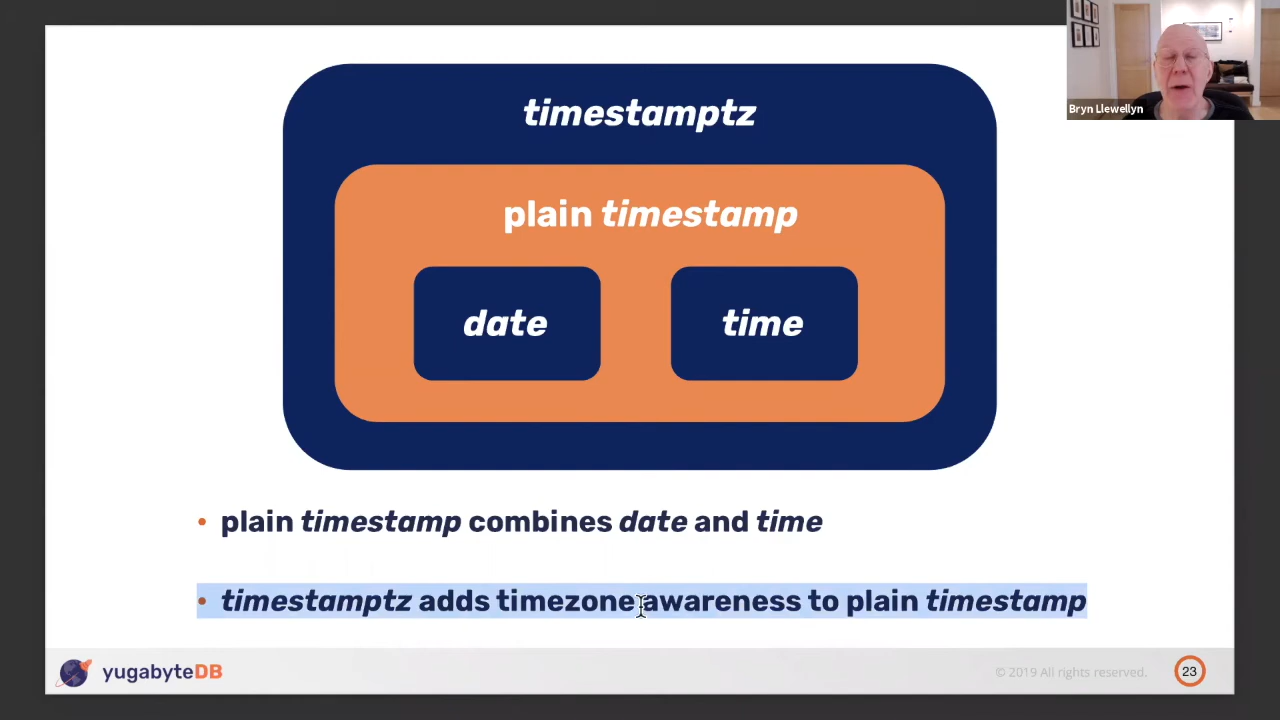 Bryn Llewellyn
timestamptz
plain timestamp
date
time
• plain timestamp combines date and time
• timestamptz adds timezone awareness to plain timestamp
yugabyteDB
© 2019 All rights reserved.
23